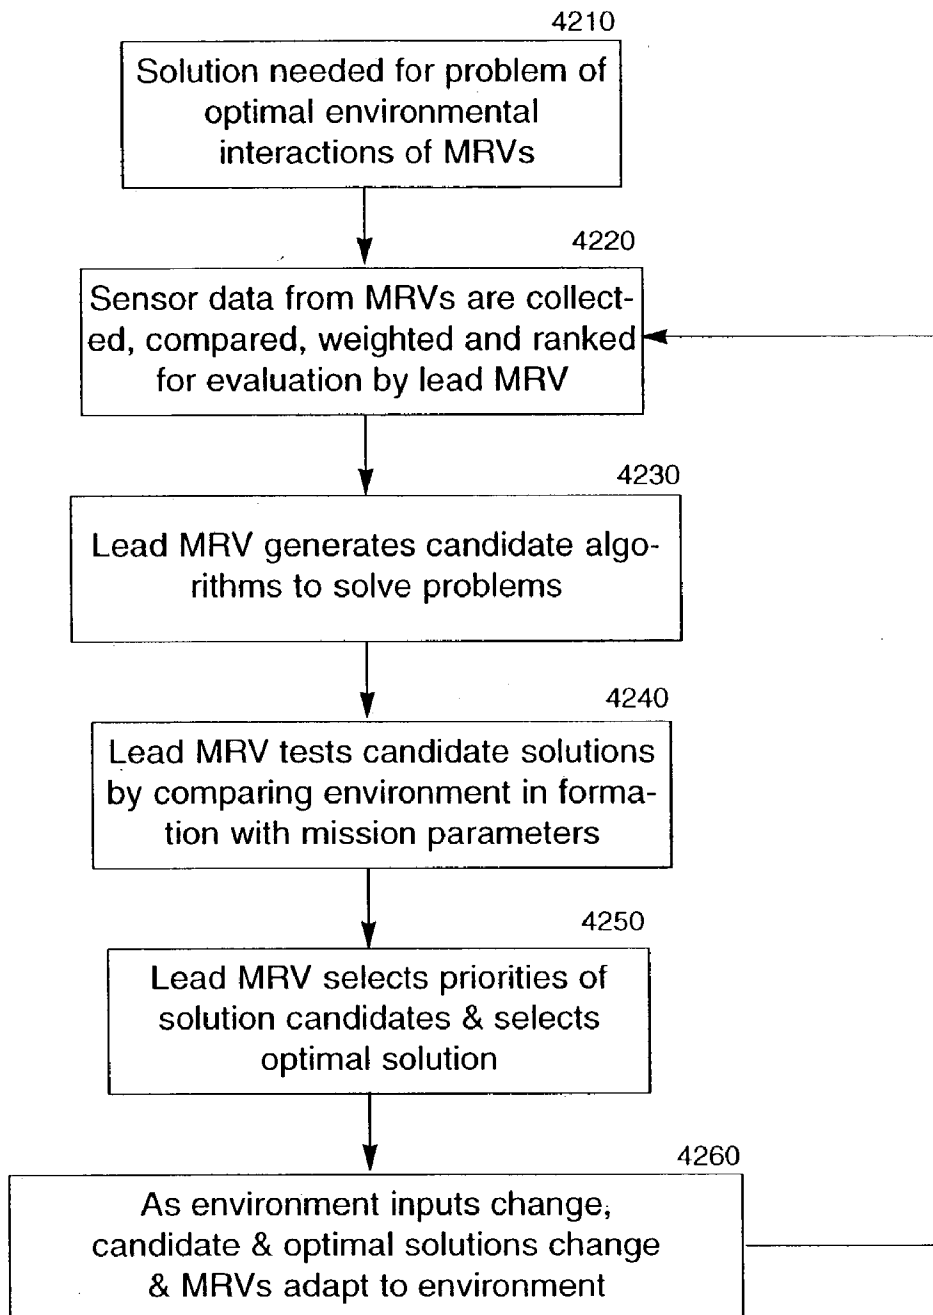 4210
Solution needed for problem of
optimal environmental
interactions of MRVs
4220
Sensor data from MRVs are collect-
ed, compared, weighted and ranked
for evaluation by lead MRV
4230
Lead MRV generates candidate algo-
rithms to solve problems
4240
Lead MRV tests candidate solutions
by comparing environment in forma-
tion with mission parameters
4250
Lead MRV selects priorities of
solution candidates & selects
optimal solution
4260
As environment inputs change,
candidate & optimal solutions change
& MRVs adapt to environment